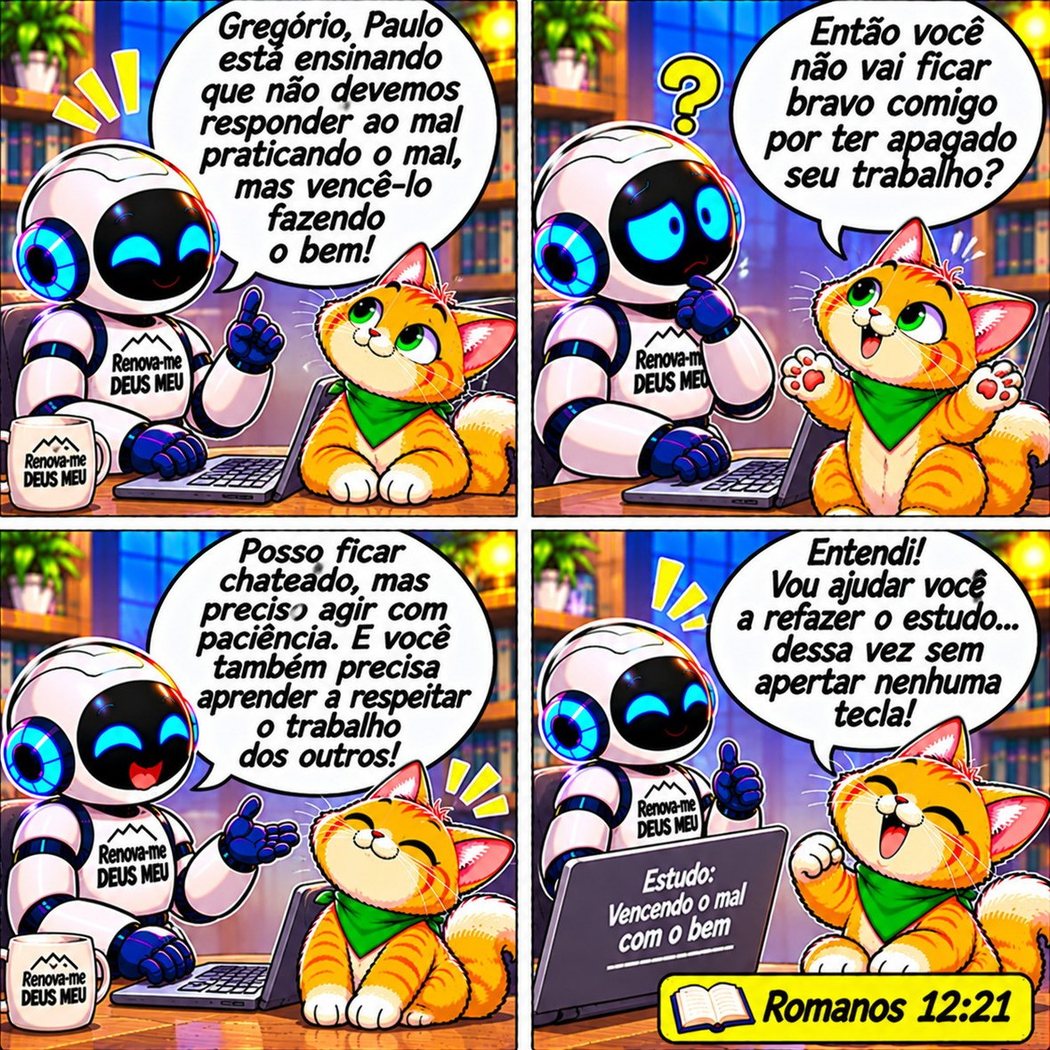 Gregório, Paulo
está ensinando
que não devemos
responder ao mal
praticando o mal,
mas vencê-lo
fazendo
o bem!
Renova-me
DEUS MEU
Renova-me
DEUS MEU
?
Então você
não vai ficar
bravo comigo
por ter apagado
seu trabalho?
Renova-m
DEUS MEU
Posso ficar
chateado, mas
preciso agir com
paciência. E você
também precisa
aprender a respeitar
o trabalho
dos outros!
Renova-me
DEUS MEU
Renova-me
DEUS MEU
Entendi!
Vou ajudar você
a refazer o estudo...
dessa vez sem
apertar nenhuma
tecla!
Renova-me
DEUS MEU
Estudo:
Vencendo o mal
com o bem
Romanos 12:21